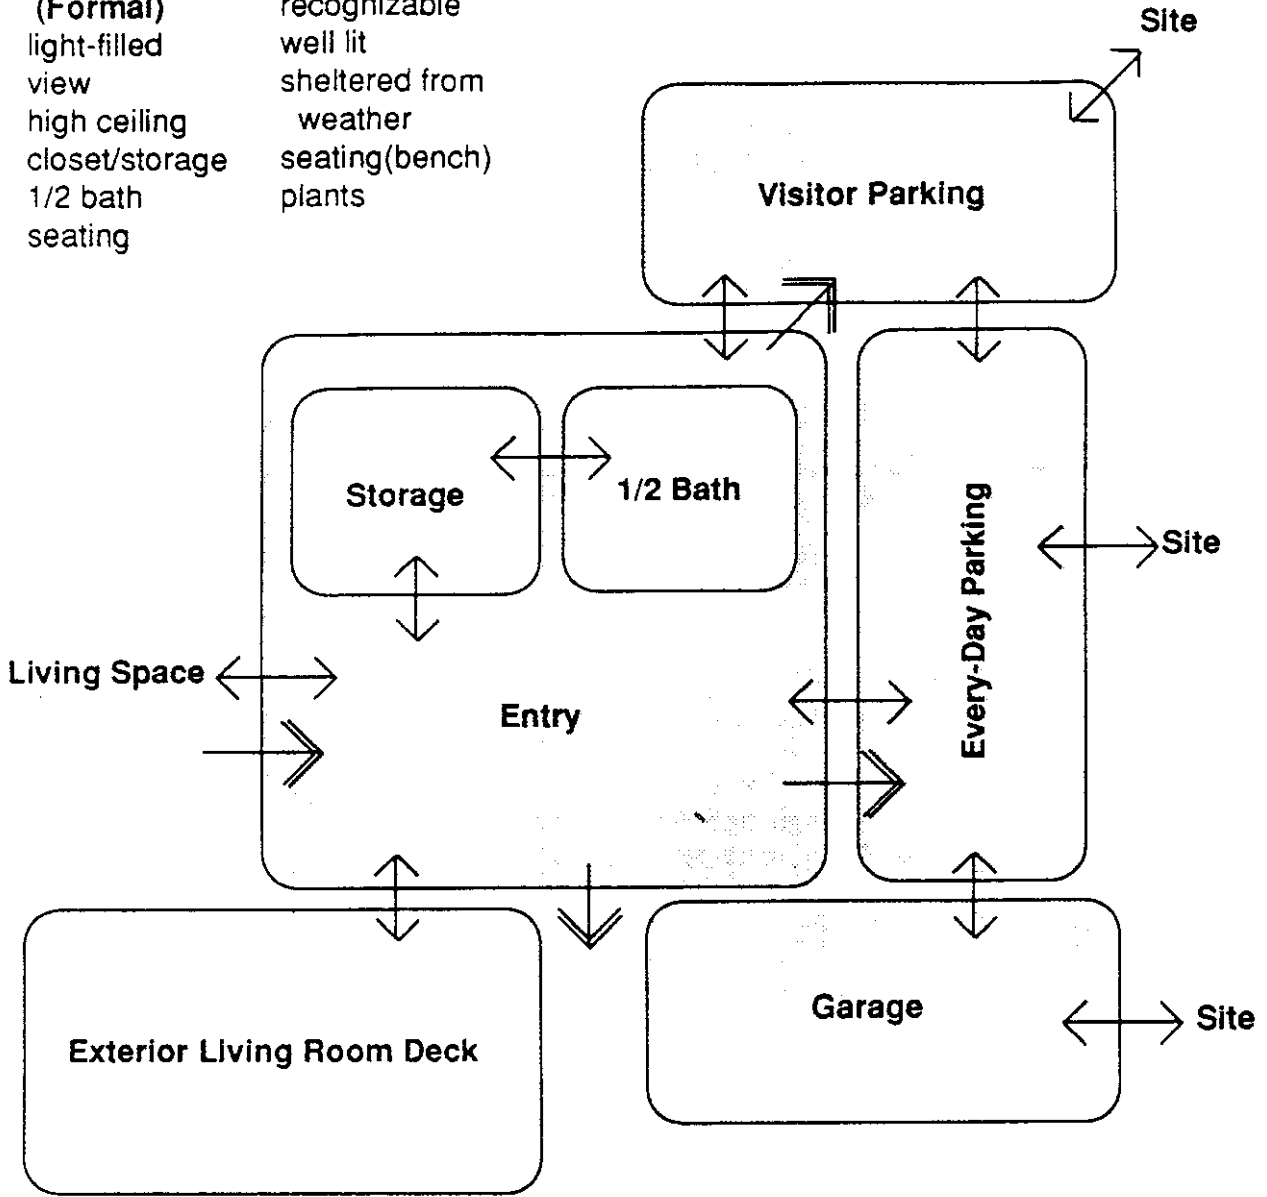 (Formal)
light-filled
view
high ceiling
closet/storage
1/2 bath
seating
recognizable
well lit
sheltered from
weather
seating(bench)
plants
Site
Visitor Parking
Storage
1/2 Bath
Every-Day Parking
Site
Living Space
Entry
Garage
Site
Exterior Living Room Deck